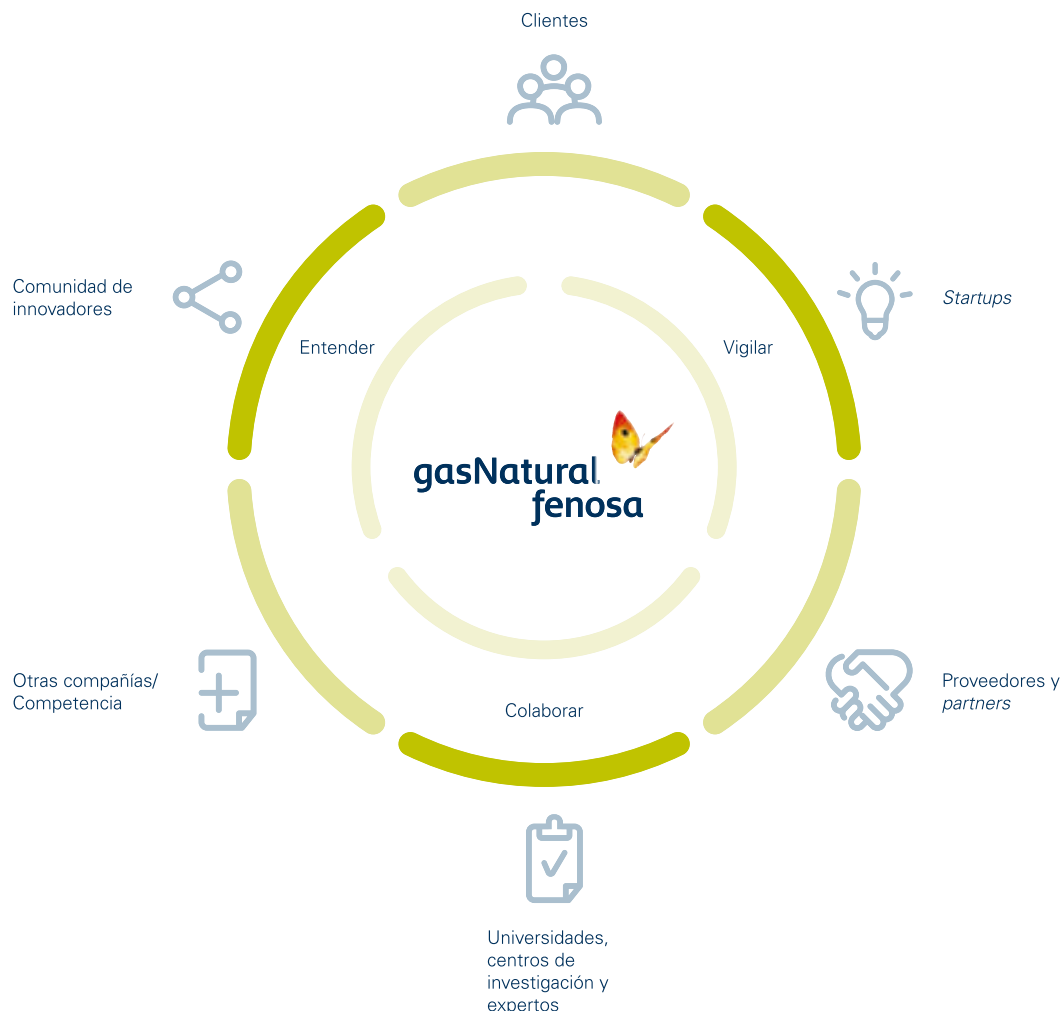 Clientes
Comunidad de
innovadores
Startups
Entender
Vigilar
gasNatural
fenosa
Otras compañías/
Competencia
Proveedores y
partners
Colaborar
Universidades,
centros de
investigación y
expertos